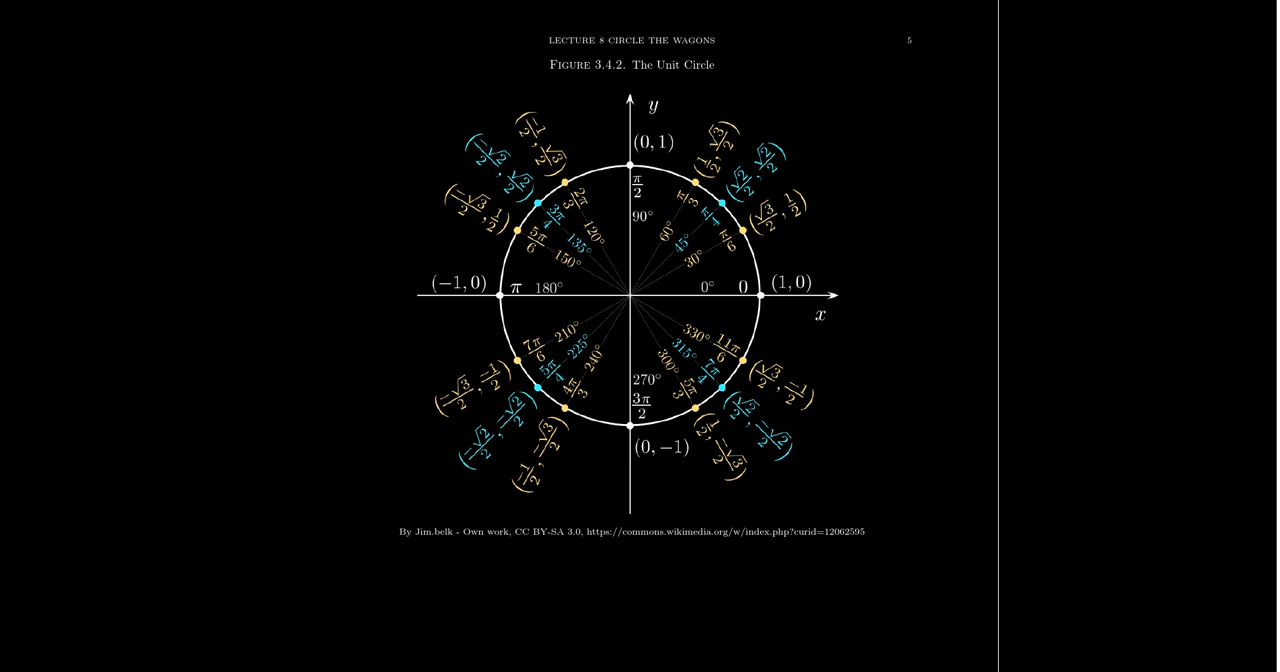 LECTURE 8 CIRCLE THE WAGONS 5
FIGURE 3.4.2. The Unit Circle
y
(0, 1)
(-1/2, √3/2)
(1/2, √3/2)
(-√2/2, √2/2)
(√2/2, √2/2)
(-√3/2, 1/2)
(√3/2, 1/2)
π/2
90°
2π/3 120°
π/3 60°
3π/4 135°
π/4 45°
5π/6 150°
π/6 30°
(−1, 0) π 180° 0° 0 (1, 0)
x
7π/6 210°
330° 11π/6
5π/4 225°
315° 7π/4
4π/3 240°
300° 5π/3
270°
3π/2
(-√3/2, -1/2)
(√3/2, -1/2)
(-√2/2, -√2/2)
(√2/2, -√2/2)
(-1/2, -√3/2)
(1/2, -√3/2)
(0, −1)
By Jim.belk - Own work, CC BY-SA 3.0, https://commons.wikimedia.org/w/index.php?curid=12062595